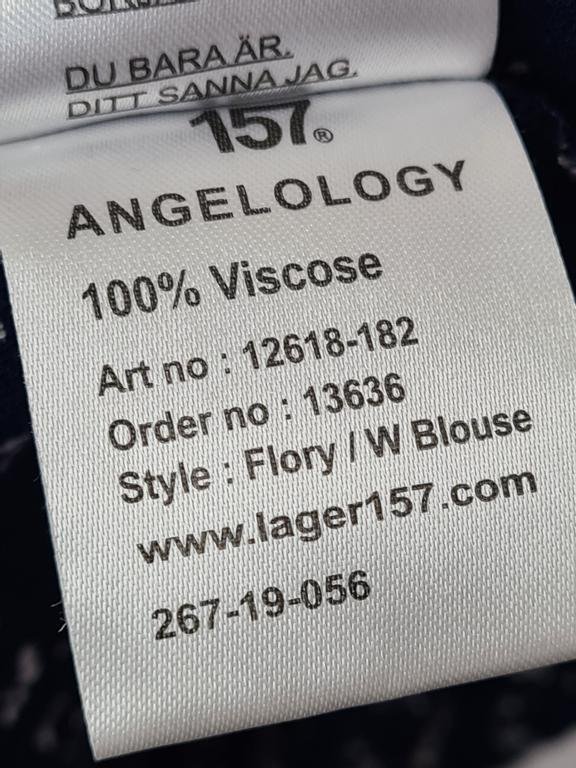 DU BARA ÄR.
DITT SANNA JAG.
157®
ANGELOLOGY
100% Viscose
Art no : 12618-182
Order no : 13636
Style : Flory / W Blouse
www.lager157.com
267-19-056